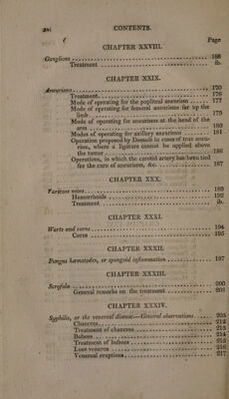 CONTENTS.
Page
CHAPTER XXVIII.
Ganglions 168
Treatment ib.
CHAPTER XXIX.
Aneurisms 170
Treatment 176
Mode of operating for the popliteal aneurism 177
Mode of operating for femoral aneurisms far up the
limb 179
Mode of operating for aneurisms at the bend of the
arm 180
Modes of operating for axillary aneurisms 181
Operation proposed by Desault in cases of true aneurism, where a ligature cannot be applied above
the tumor 186
Operations, in which the carotid artery has been tied
for the cure of aneurisms, &c. 187
CHAPTER XXX.
Varicose veins 189
Hemorrhoids 192
Treatment ib.
CHAPTER XXXI.
Warts and corns 194
Corns 195
CHAPTER XXXII.
Fungus hæmatodes, or spongoid inflammation 197
CHAPTER XXXIII.
Scrofula 200
General remarks on the treatment
CHAPTER XXXIV.
Syphilis, or the venereal disease.—General observations 205
Chancres 212
Treatment of chancres 213
Buboes 214
Treatment of buboes 215
Lues venerea 216
Venereal eruptions 217